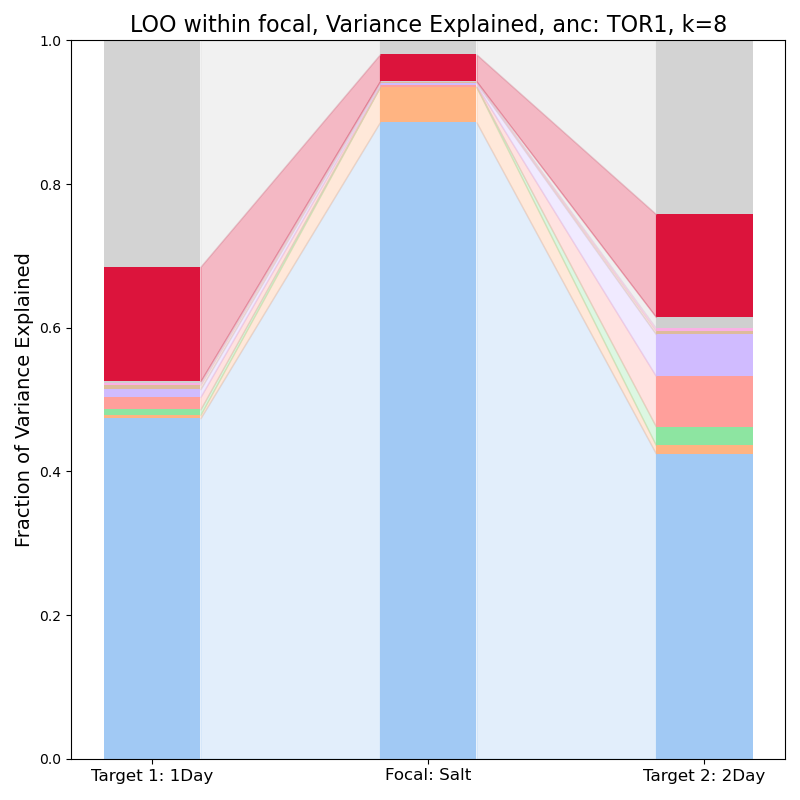 LOO within focal, Variance Explained, anc: TOR1, k=8
Fraction of Variance Explained
1.0
0.8
0.6
0.4
0.2
0.0
Target 1: 1Day
Focal: Salt
Target 2: 2Day